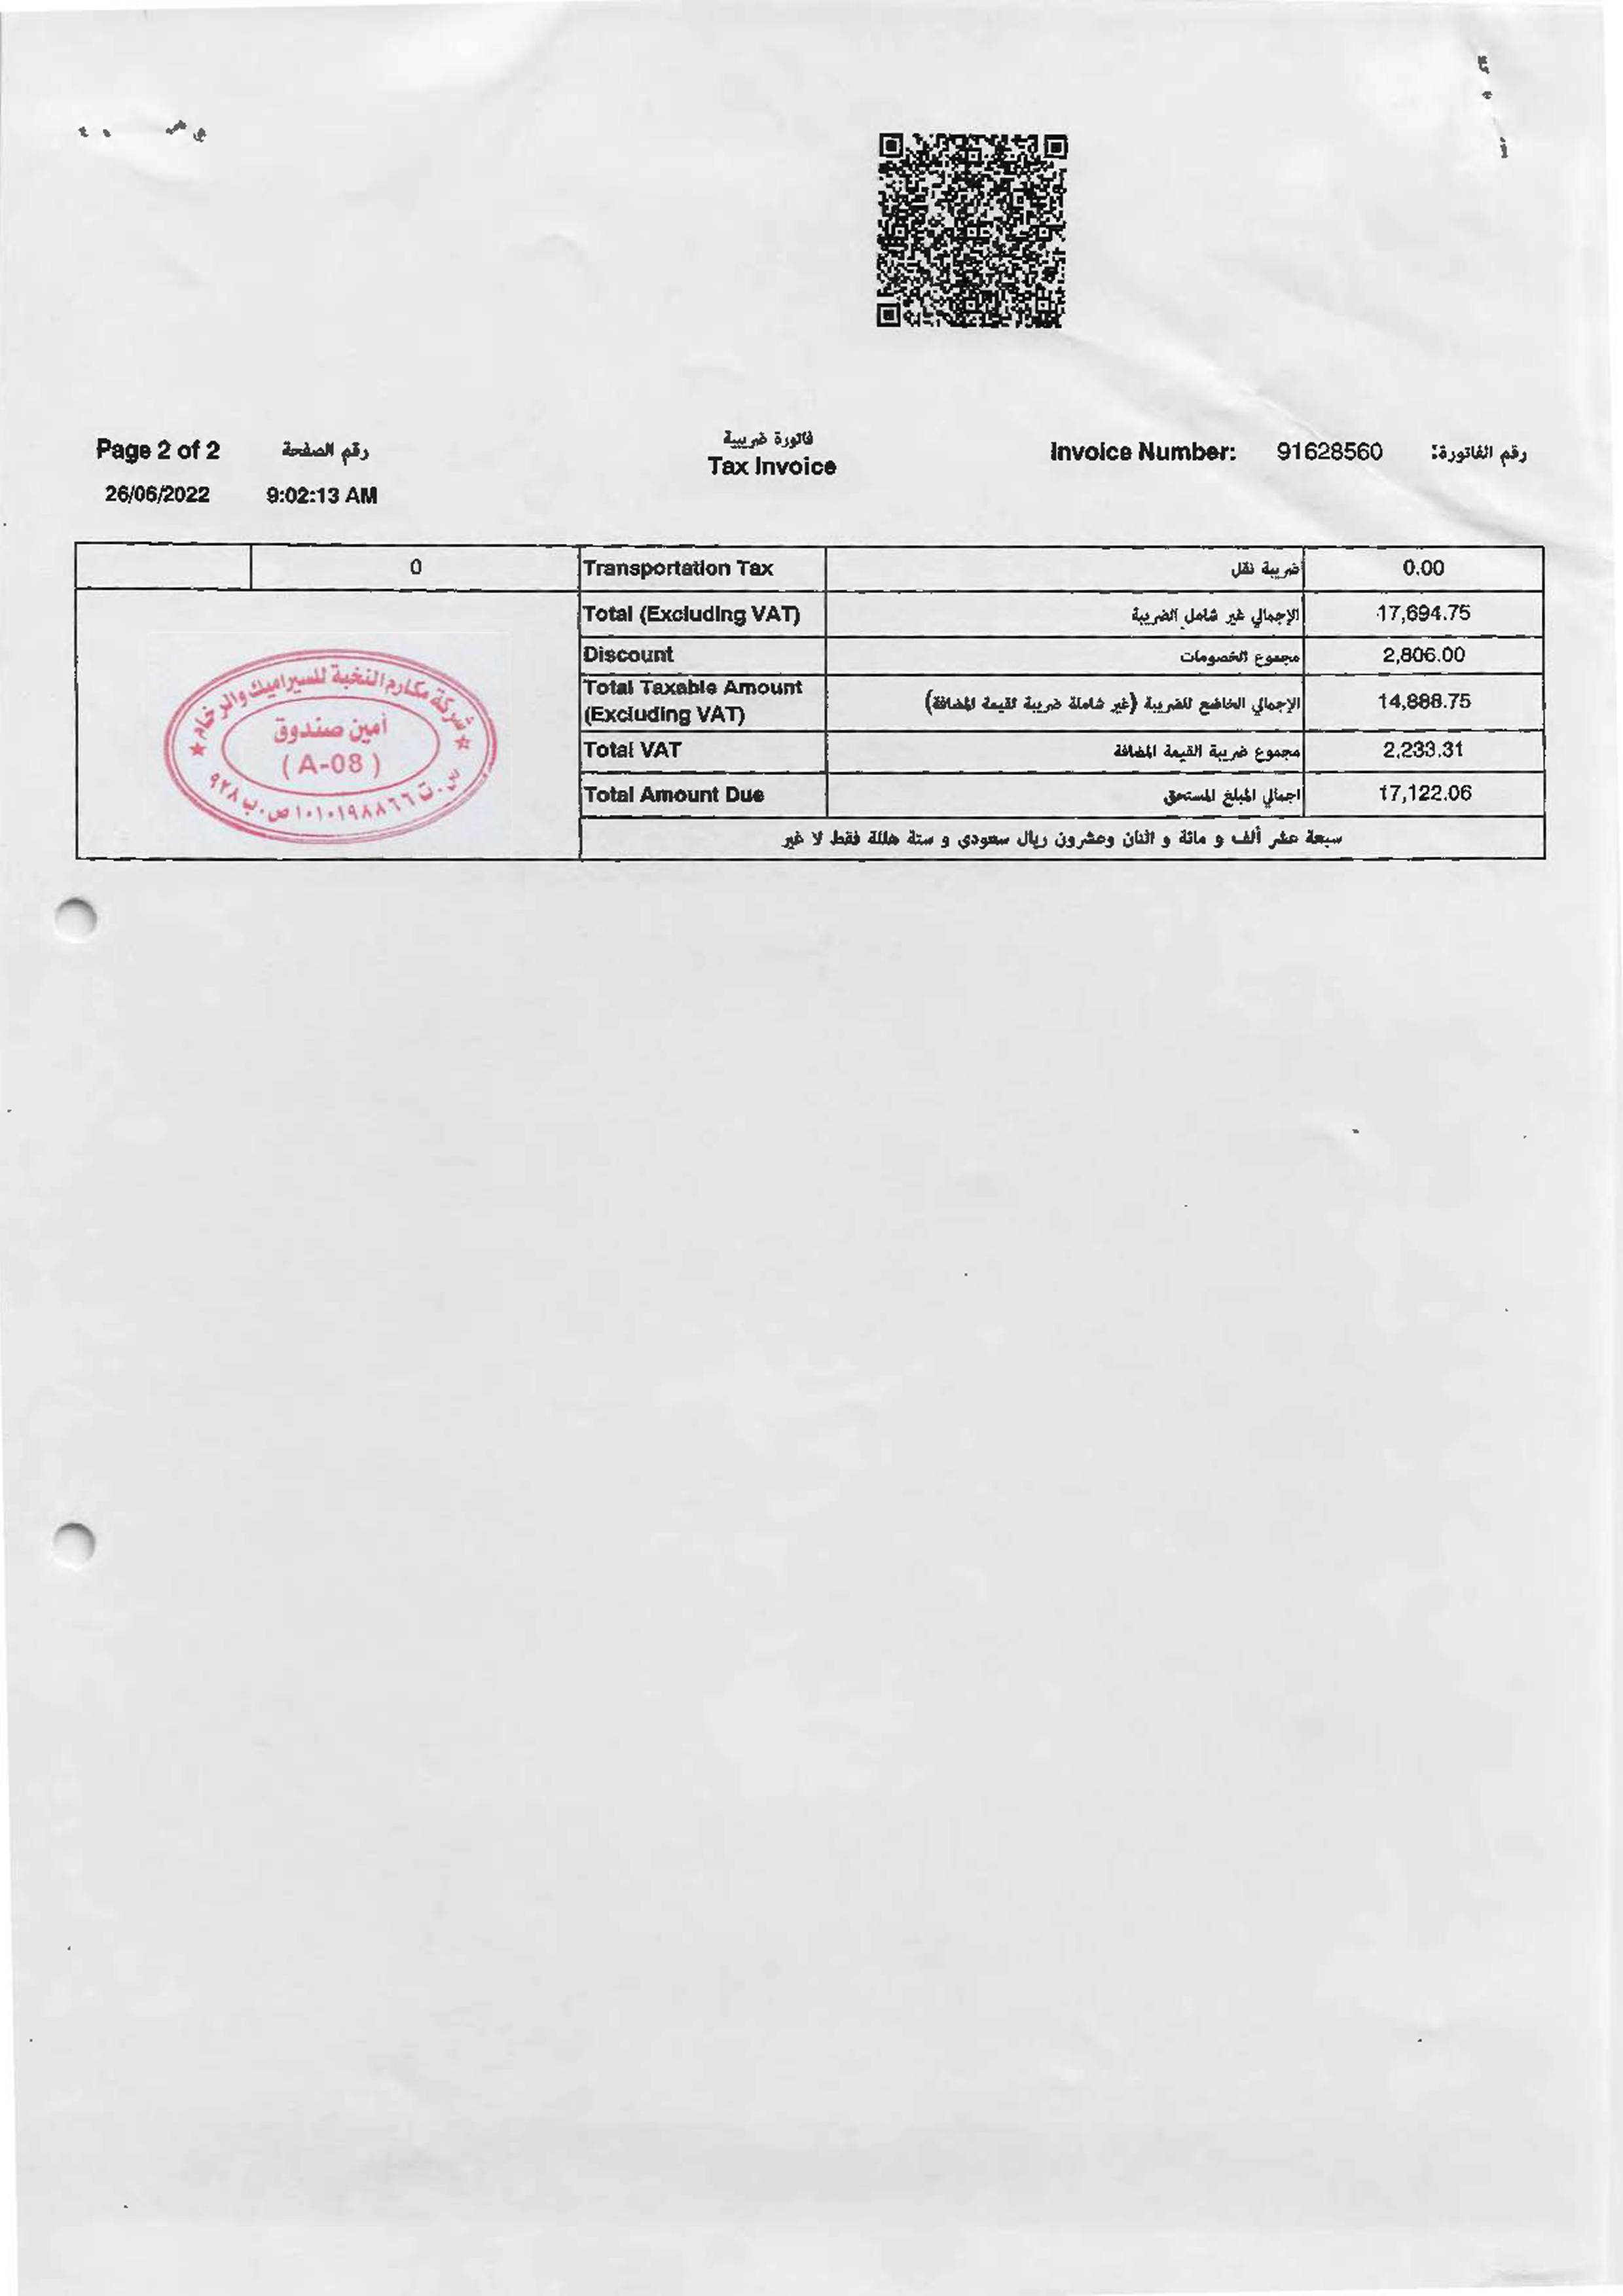 Page 2 of 2 رقم الصفحة
فاتورة ضريبية
Tax Invoice
Invoice Number: 91628560 رقم الفاتورة:
26/06/2022 9:02:13 AM
0 Transportation Tax ضريبة نقل 0.00
Total (Excluding VAT) الإجمالي غير شامل الضريبة 17,694.75
Discount مجموع الخصومات 2,806.00
Total Taxable Amount
(Excluding VAT) الإجمالي الخاضع للضريبة (غير شاملة ضريبة القيمة المضافة) 14,888.75
Total VAT مجموع ضريبة القيمة المضافة 2,233.31
Total Amount Due اجمالي المبلغ المستحق 17,122.06
سبعة عشر ألف و مائة و اثنان وعشرون ريال سعودي و ستة هللة فقط لا غير
شركة مكارم النخبة للسيراميك والرخام
أمين صندوق
(A-08)
س.ت ١٠١٠١٩٨٨٦٦ ص.ب ٩٢٨